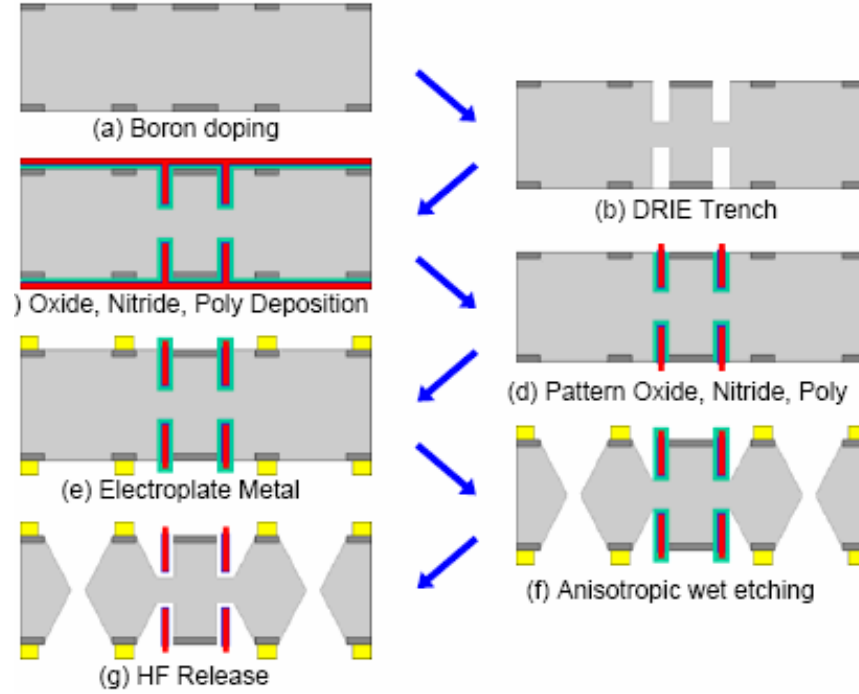 (a) Boron doping
(b) DRIE Trench
) Oxide, Nitride, Poly Deposition
(d) Pattern Oxide, Nitride, Poly
(e) Electroplate Metal
(f) Anisotropic wet etching
(g) HF Release